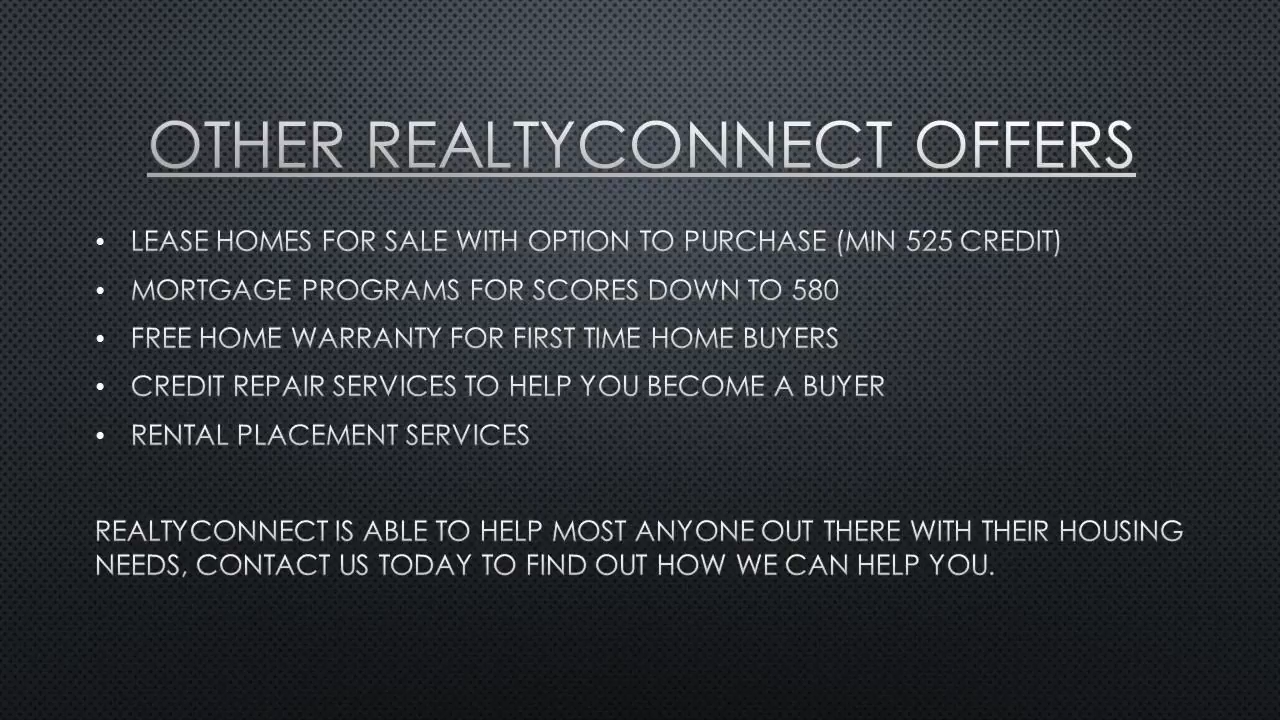 OTHER REALTYCONNECT OFFERS
• LEASE HOMES FOR SALE WITH OPTION TO PURCHASE (MIN 525 CREDIT)
• MORTGAGE PROGRAMS FOR SCORES DOWN TO 580
• FREE HOME WARRANTY FOR FIRST TIME HOME BUYERS
• CREDIT REPAIR SERVICES TO HELP YOU BECOME A BUYER
• RENTAL PLACEMENT SERVICES
REALTYCONNECT IS ABLE TO HELP MOST ANYONE OUT THERE WITH THEIR HOUSING
NEEDS, CONTACT US TODAY TO FIND OUT HOW WE CAN HELP YOU.